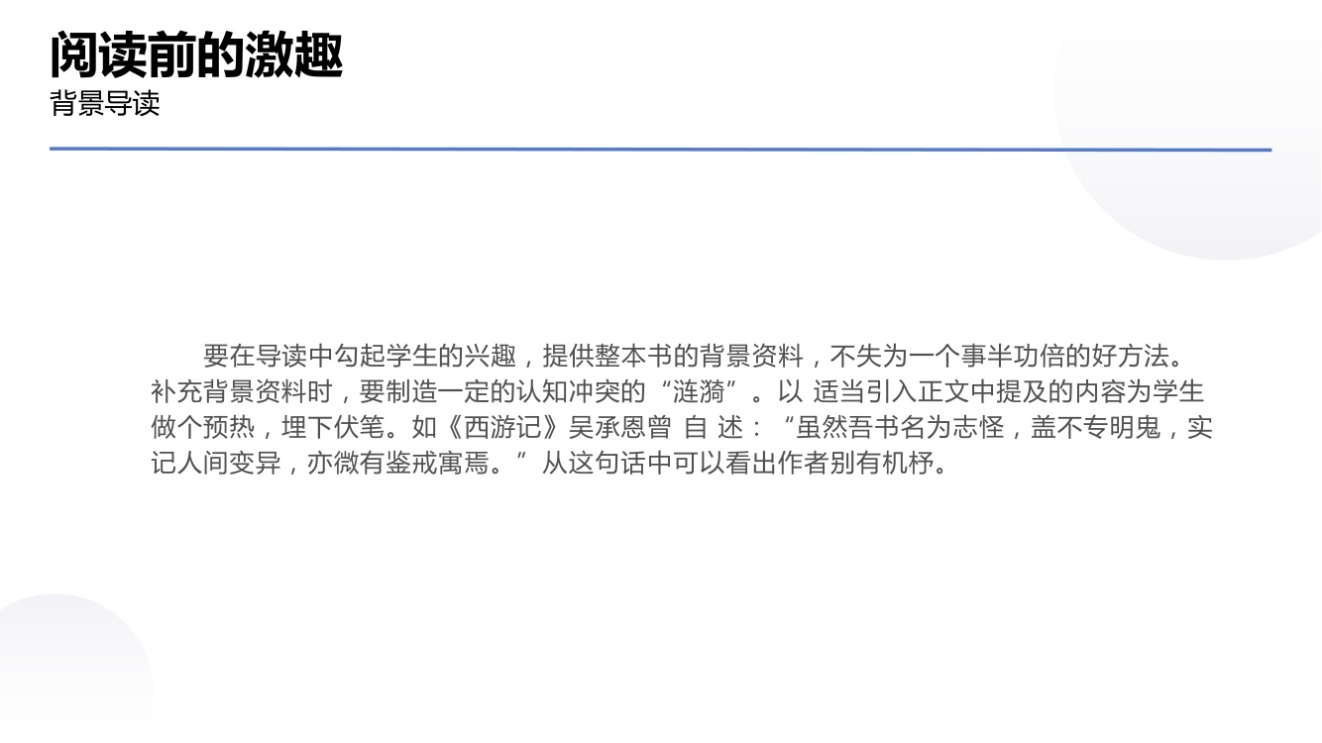 阅读前的激趣
背景导读
要在导读中勾起学生的兴趣，提供整本书的背景资料，不失为一个事半功倍的好方法。
补充背景资料时，要制造一定的认知冲突的“涟漪”。以 适当引入正文中提及的内容为学生
做个预热，埋下伏笔。如《西游记》吴承恩曾 自 述：“虽然吾书名为志怪，盖不专明鬼，实
记人间变异，亦微有鉴戒寓焉。”从这句话中可以看出作者别有机杼。